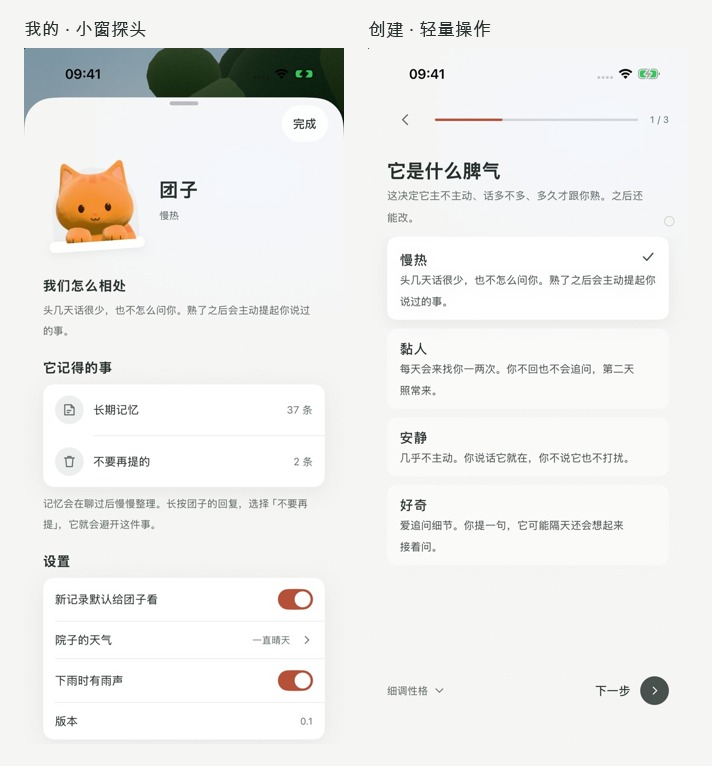 我的 · 小窗探头
09:41
完成
团子
慢热
我们怎么相处
头几天话很少，也不怎么问你。熟了之后会主动提起你说过
的事。
它记得的事
长期记忆
37 条
不要再提的
2 条
记忆会在聊过后慢慢整理。长按团子的回复，选择「不要再
提」，它就会避开这件事。
设置
新记录默认给团子看
院子的天气
一直晴天
下雨时有雨声
版本
0.1
创建 · 轻量操作
09:41
1 / 3
它是什么脾气
这决定它主不主动、话多不多、多久才跟你熟。之后还
能改。
慢热
头几天话很少，也不怎么问你。熟了之后会主动提起你
说过的事。
黏人
每天会来找你一两次。你不回也不会追问，第二天
照常来。
安静
几乎不主动。你说话它就在，你不说它也不打扰。
好奇
爱追问细节。你提一句，它可能隔天还会想起来
接着问。
细调性格
下一步